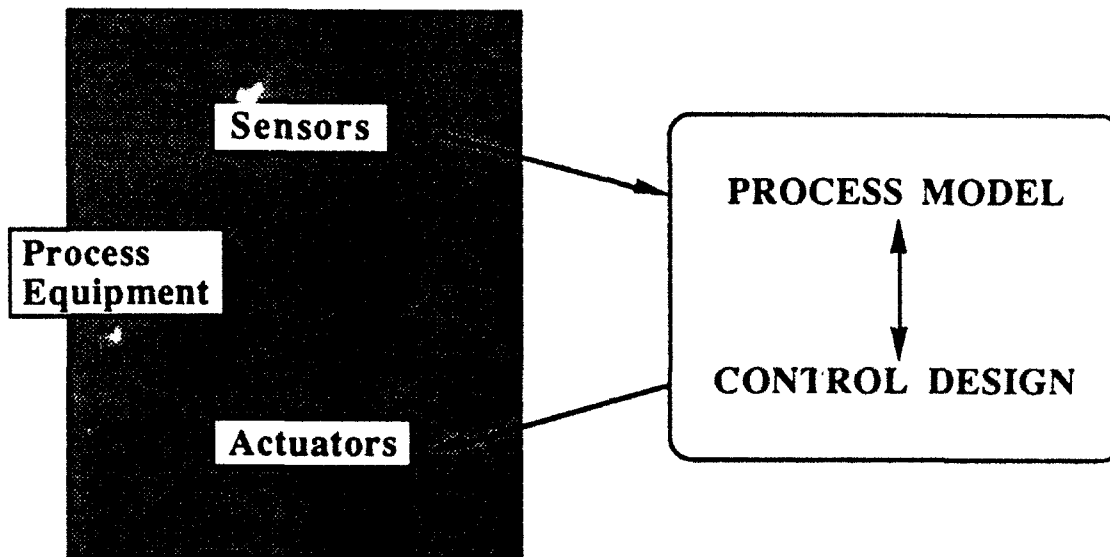 Sensors
PROCESS MODEL
Process
Equipment
CONTROL DESIGN
Actuators